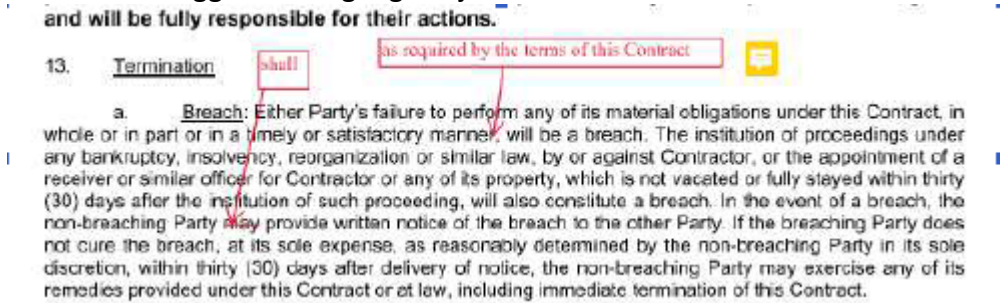 and will be fully responsible for their actions.
as required by the terms of this Contract
13. Termination shall
a. Breach: Either Party's failure to perform any of its material obligations under this Contract, in
whole or in part or in a timely or satisfactory manner, will be a breach. The institution of proceedings under
any bankruptcy, insolvency, reorganization or similar law, by or against Contractor, or the appointment of a
receiver or similar officer for Contractor or any of its property, which is not vacated or fully stayed within thirty
(30) days after the institution of such proceeding, will also constitute a breach. In the event of a breach, the
non-breaching Party may provide written notice of the breach to the other Party. If the breaching Party does
not cure the breach, at its sole expense, as reasonably determined by the non-breaching Party in its sole
discretion, within thirty (30) days after delivery of notice, the non-breaching Party may exercise any of its
remedies provided under this Contract or at law, including immediate termination of this Contract.